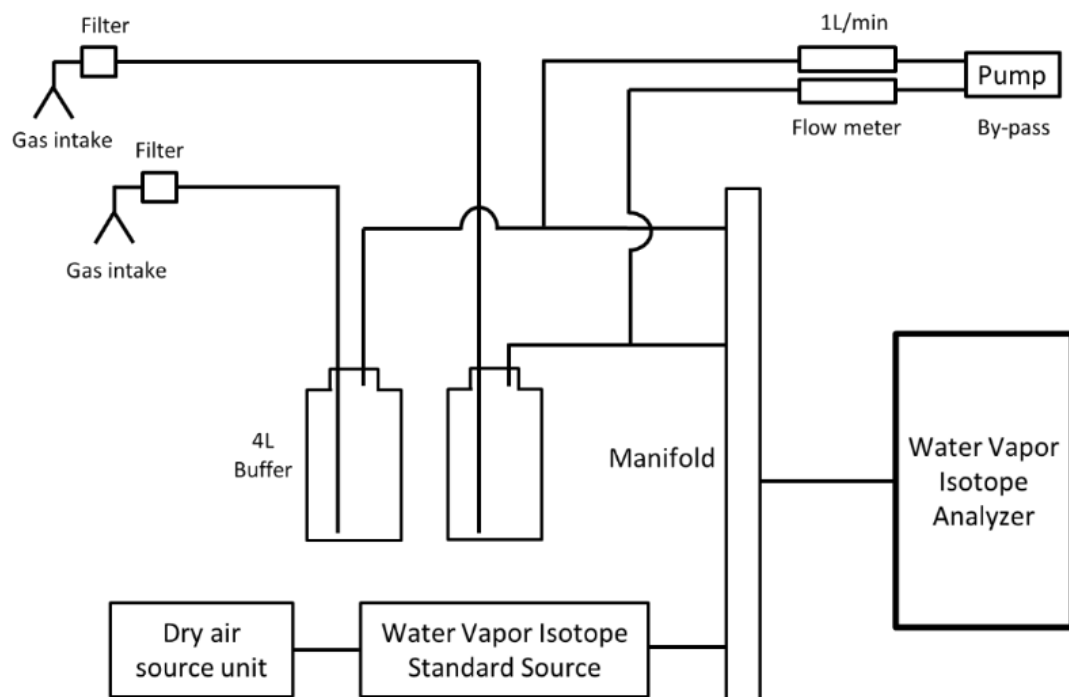 Filter
1L/min
Pump
Gas intake
Flow meter
By-pass
Filter
Gas intake
4L
Buffer
Manifold
Water Vapor
Isotope
Analyzer
Dry air
source unit
Water Vapor Isotope
Standard Source